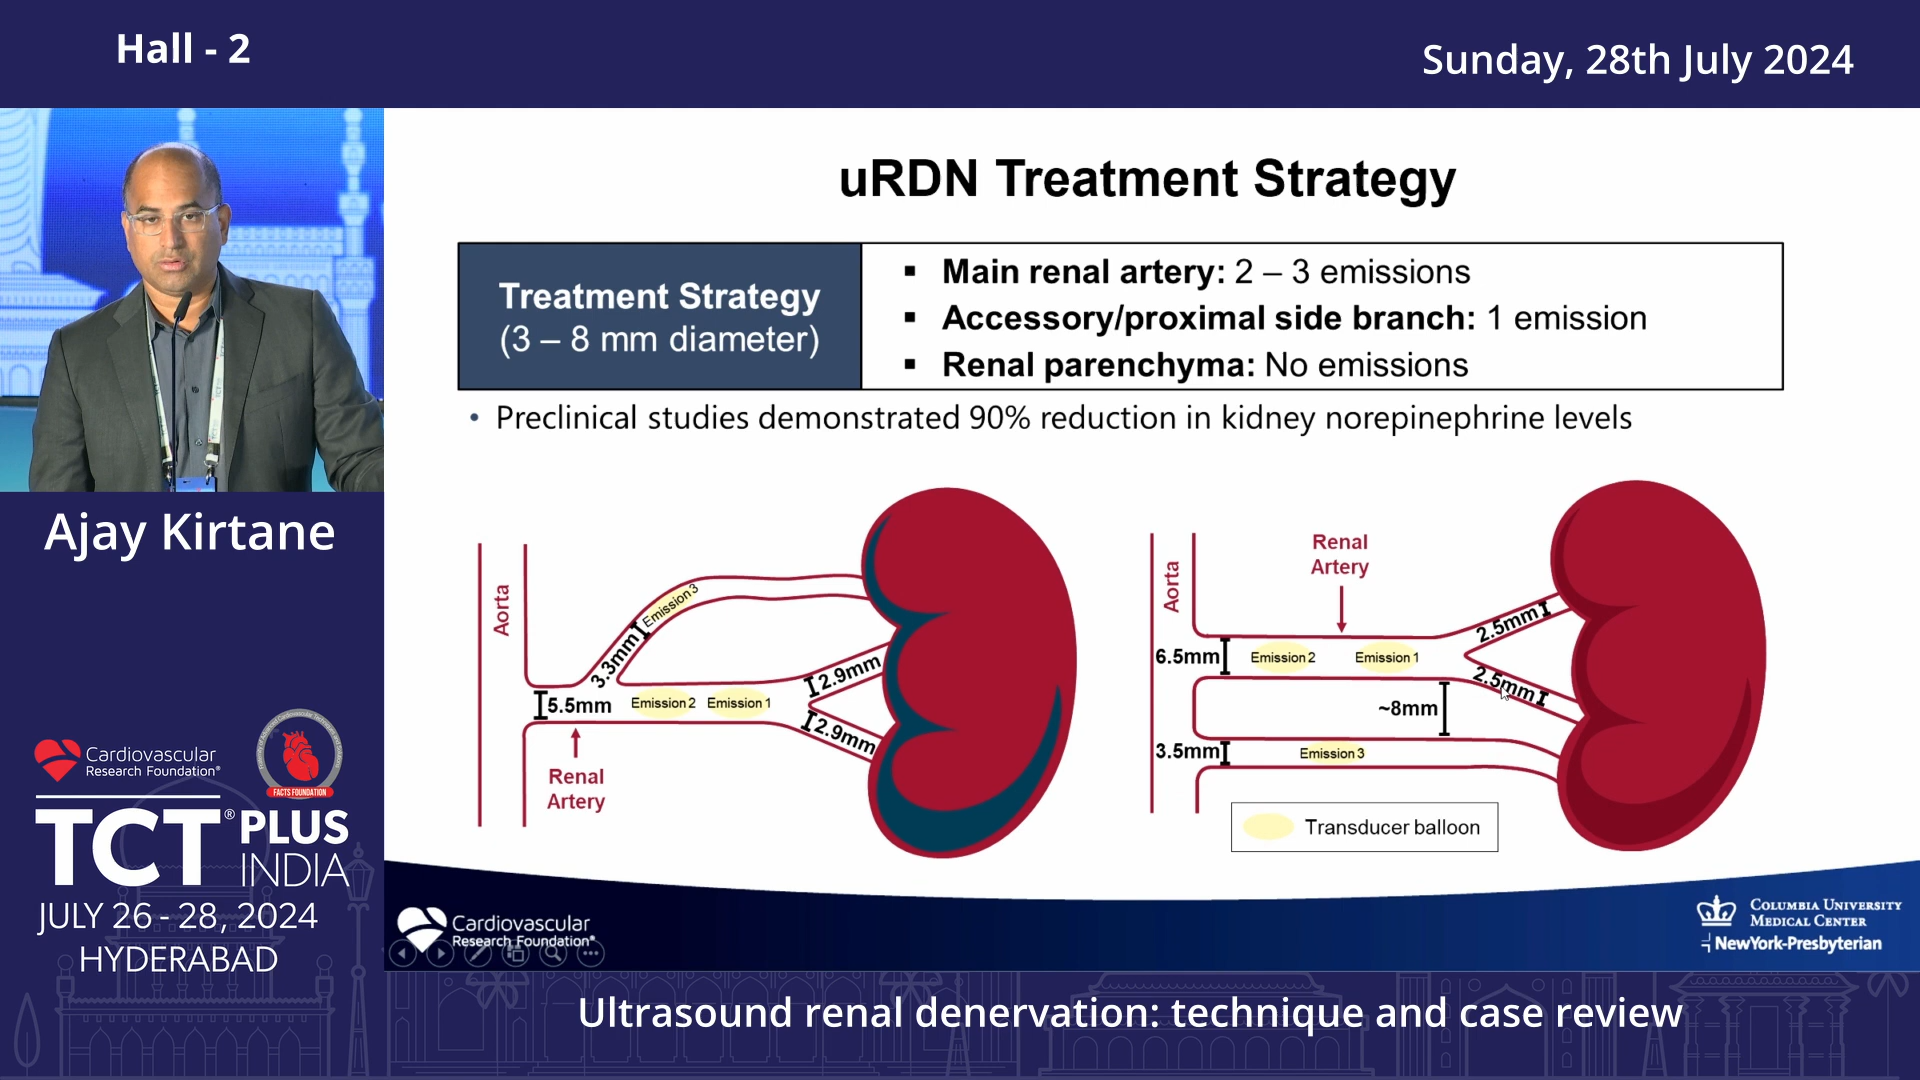 Hall - 2
Sunday, 28th July 2024
uRDN Treatment Strategy
Treatment Strategy
(3 – 8 mm diameter)
▪ Main renal artery: 2 – 3 emissions
▪ Accessory/proximal side branch: 1 emission
▪ Renal parenchyma: No emissions
• Preclinical studies demonstrated 90% reduction in kidney norepinephrine levels
Aorta
Emission 3
3.3mm
5.5mm
Emission 2
Emission 1
2.9mm
2.9mm
Renal
Artery
Renal
Artery
Aorta
6.5mm
Emission 2
Emission 1
2.5mm
2.5mm
~8mm
3.5mm
Emission 3
Transducer balloon
Cardiovascular
Research Foundation®
COLUMBIA UNIVERSITY
MEDICAL CENTER
NewYork-Presbyterian
Ajay Kirtane
Cardiovascular
Research Foundation®
FACTS FOUNDATION
TCT® PLUS
INDIA
JULY 26 - 28, 2024
HYDERABAD
Ultrasound renal denervation: technique and case review